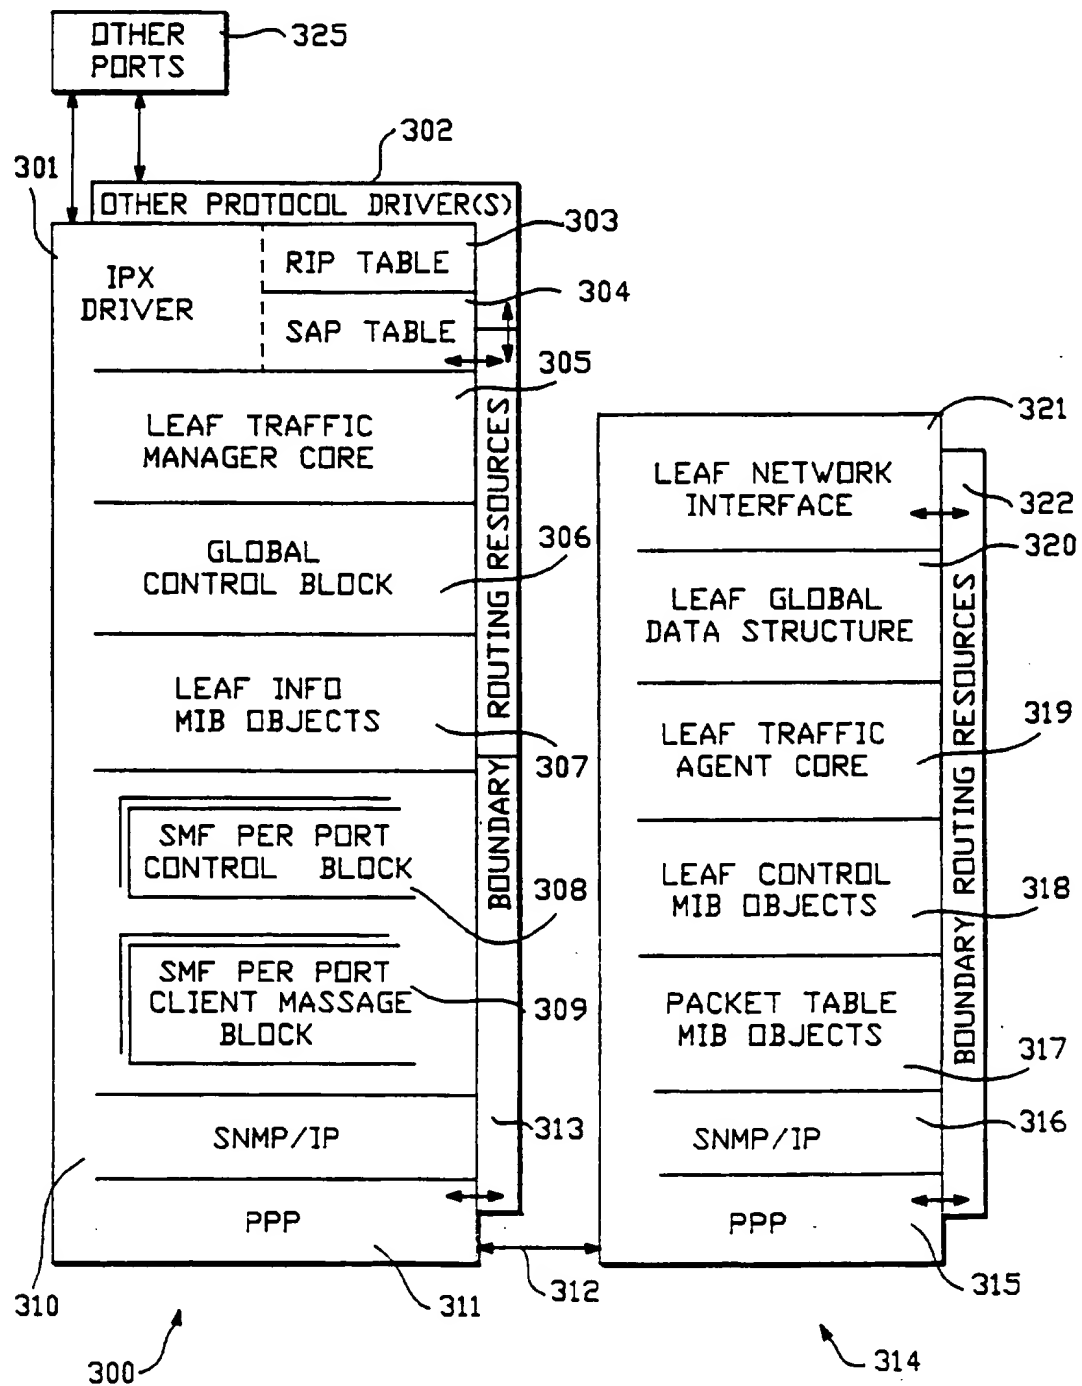 OTHER
PORTS
325
302
301
OTHER PROTOCOL DRIVER(S)
303
IPX
DRIVER
RIP TABLE
304
SAP TABLE
305
LEAF TRAFFIC
MANAGER CORE
GLOBAL
CONTROL BLOCK
306
LEAF INFO
MIB OBJECTS
307
SMF PER PORT
CONTROL BLOCK
308
SMF PER PORT
CLIENT MASSAGE
BLOCK
309
BOUNDARY ROUTING RESOURCES
313
SNMP/IP
PPP
310
311
312
300
321
LEAF NETWORK
INTERFACE
322
320
LEAF GLOBAL
DATA STRUCTURE
319
LEAF TRAFFIC
AGENT CORE
LEAF CONTROL
MIB OBJECTS
318
PACKET TABLE
MIB OBJECTS
317
BOUNDARY ROUTING RESOURCES
316
SNMP/IP
PPP
315
314